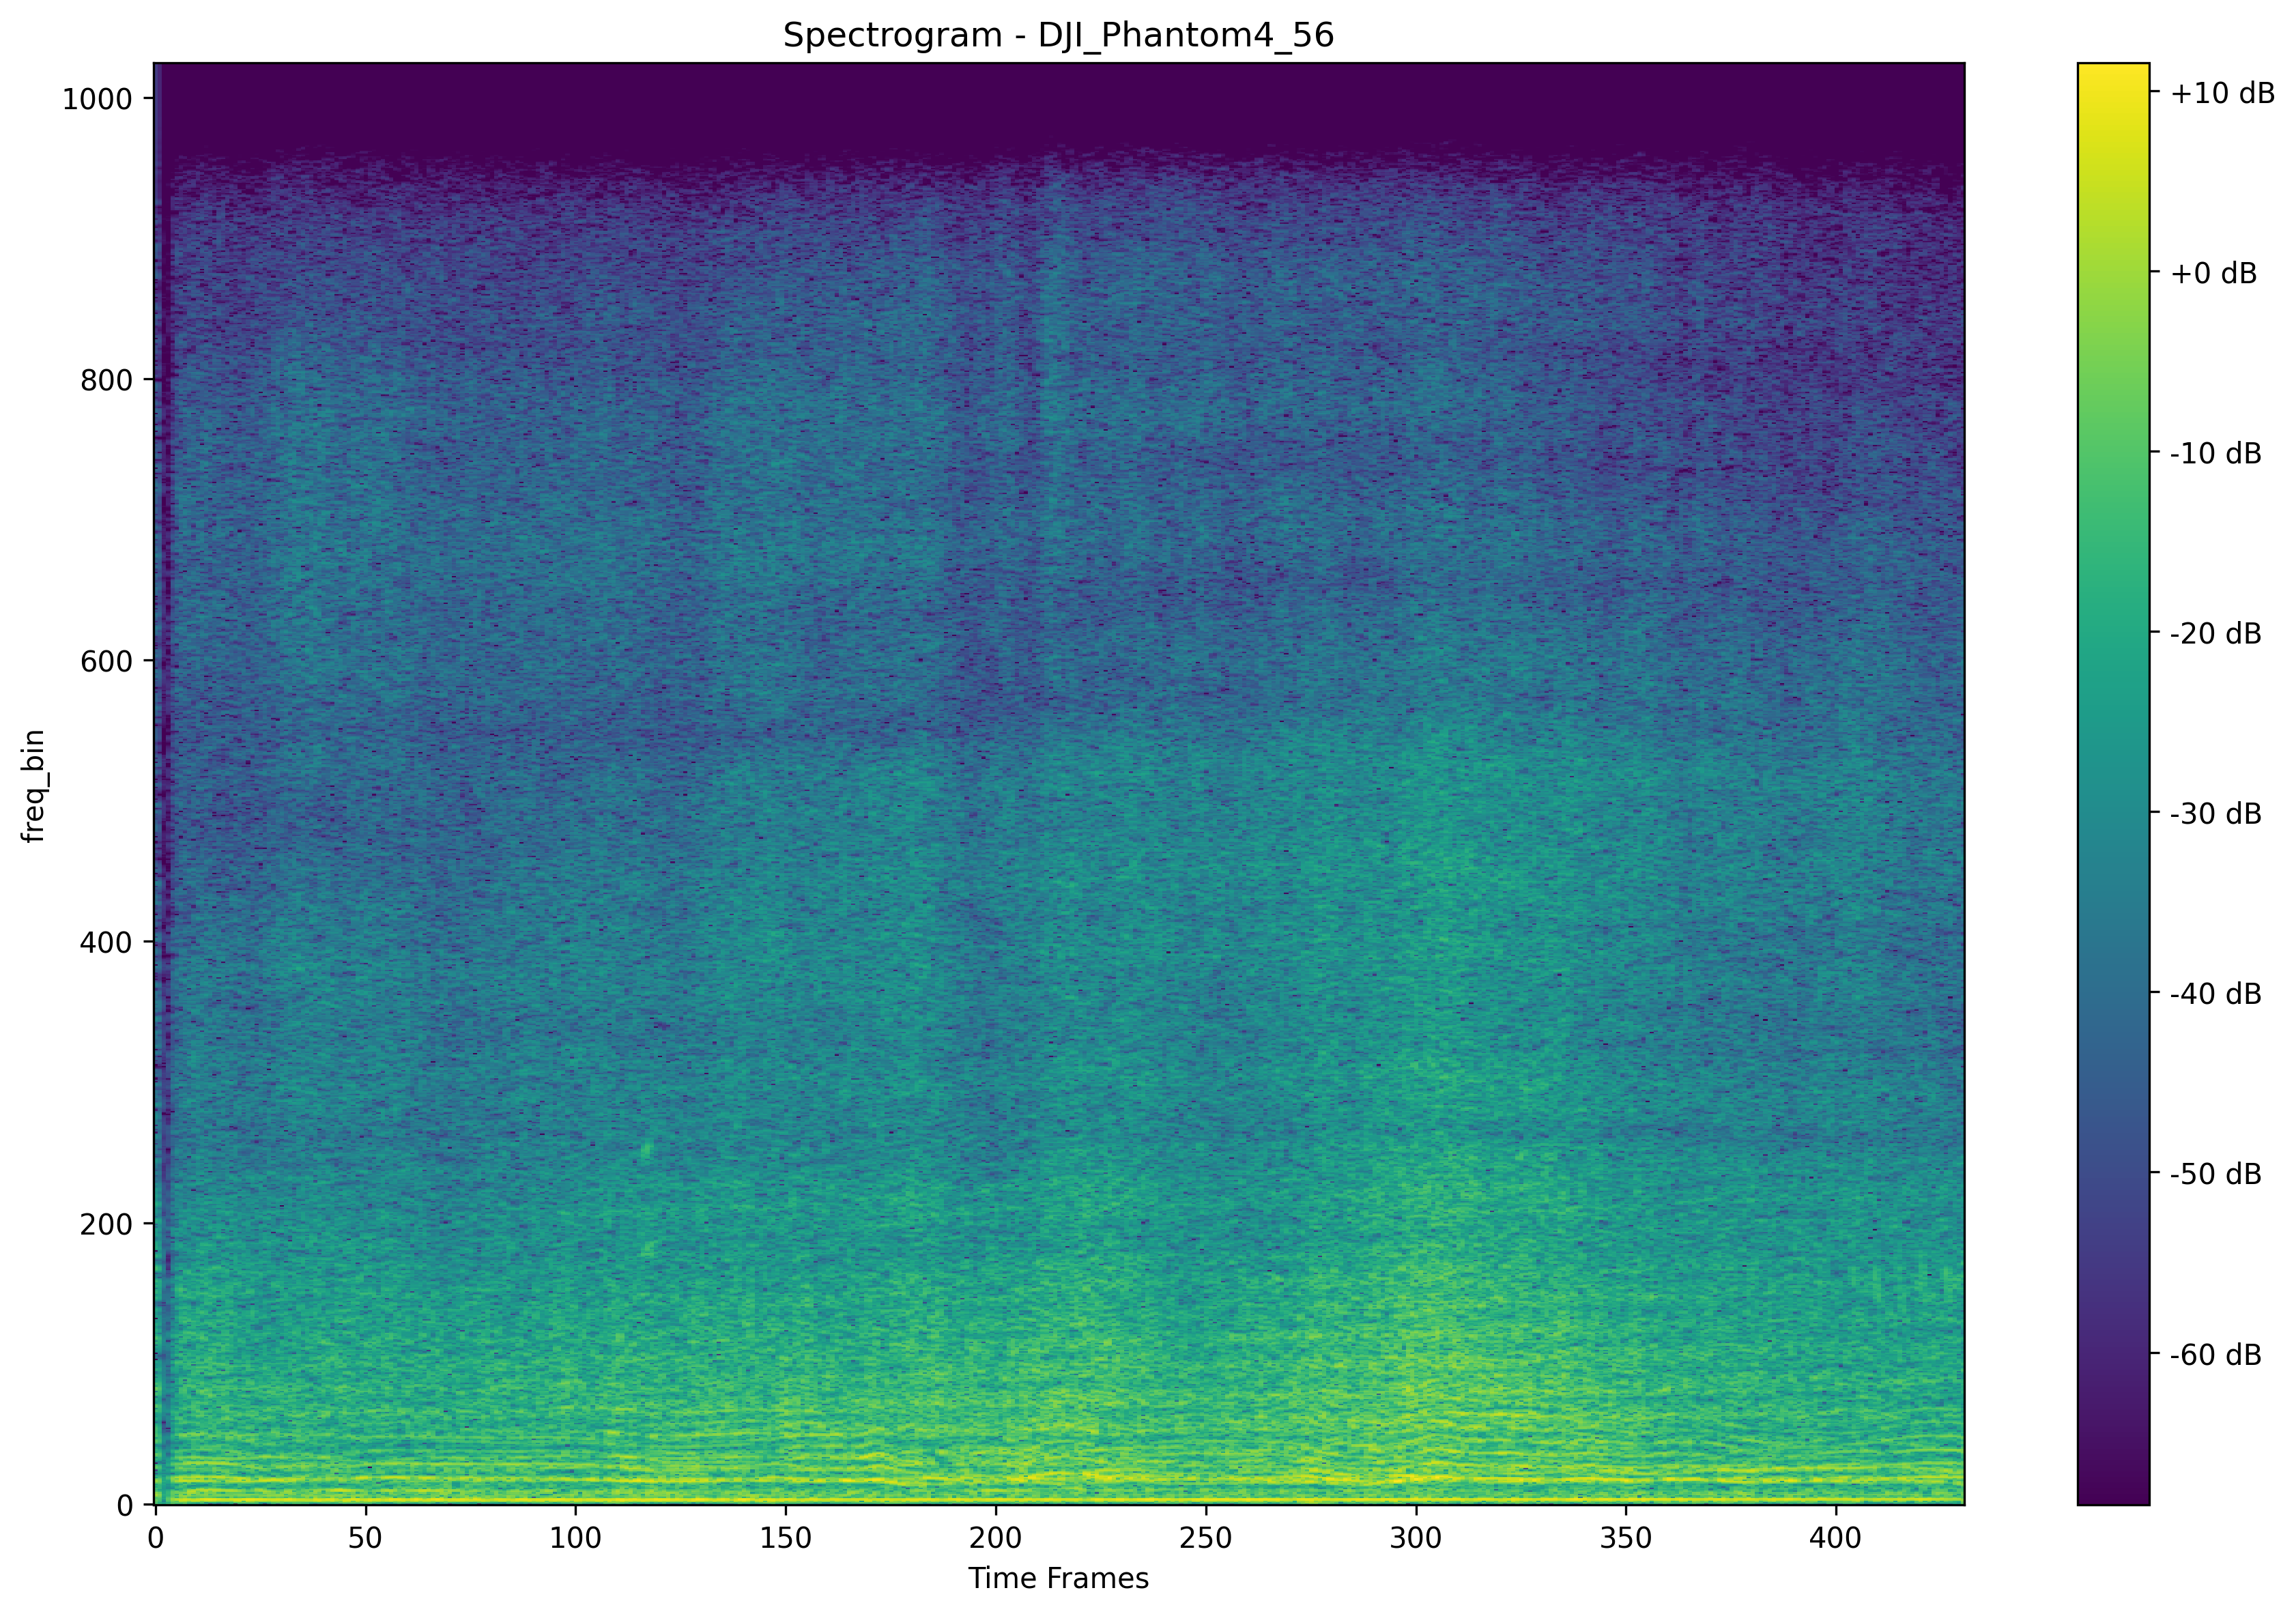 Spectrogram - DJI_Phantom4_56
1000
800
600
400
200
0
freq_bin
0 50 100 150 200 250 300 350 400
Time Frames
+10 dB
+0 dB
-10 dB
-20 dB
-30 dB
-40 dB
-50 dB
-60 dB